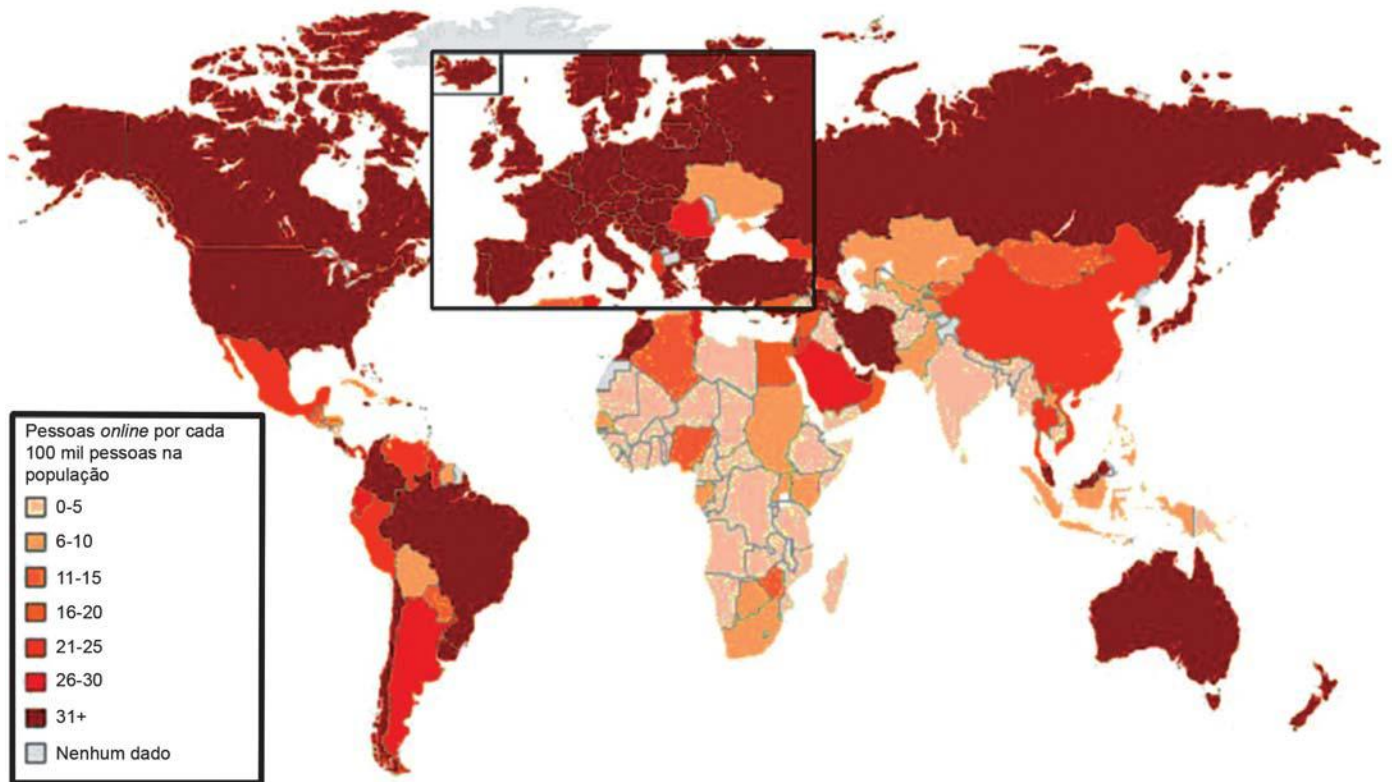 Pessoas online por cada
100 mil pessoas na
população
0-5
6-10
11-15
16-20
21-25
26-30
31+
Nenhum dado